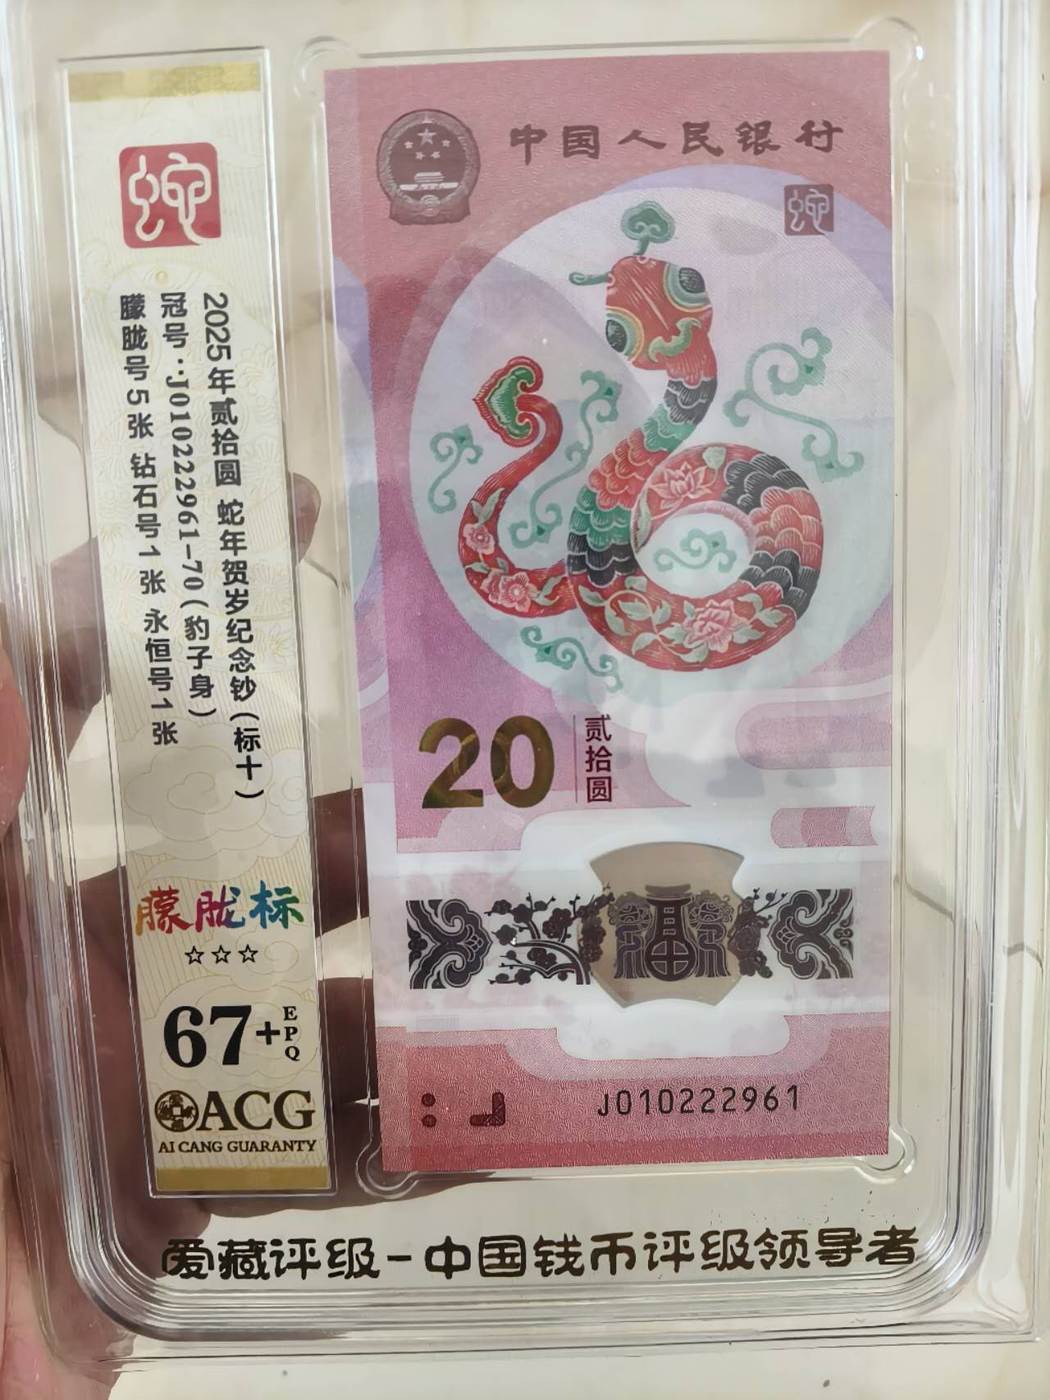 蛇
2025年贰拾圆 蛇年贺岁纪念钞(标十)
冠号:J010222961-70(豹子身)
朦胧号5张 钻石号1张 永恒号1张
朦胧标
67+EPQ
ACG
AI CANG GUARANTY
中国人民银行
蛇
20 贰拾圆
福
J010222961
爱藏评级-中国钱币评级领导者